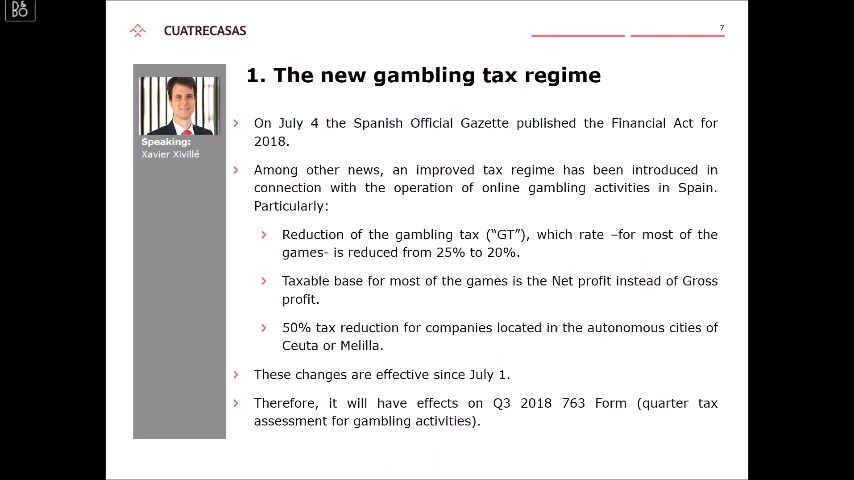 B&O
CUATRECASAS
7
1. The new gambling tax regime
Speaking:
Xavier Xivillé
On July 4 the Spanish Official Gazette published the Financial Act for
2018.
Among other news, an improved tax regime has been introduced in
connection with the operation of online gambling activities in Spain.
Particularly:
Reduction of the gambling tax (“GT”), which rate –for most of the
games- is reduced from 25% to 20%.
Taxable base for most of the games is the Net profit instead of Gross
profit.
50% tax reduction for companies located in the autonomous cities of
Ceuta or Melilla.
These changes are effective since July 1.
Therefore, it will have effects on Q3 2018 763 Form (quarter tax
assessment for gambling activities).